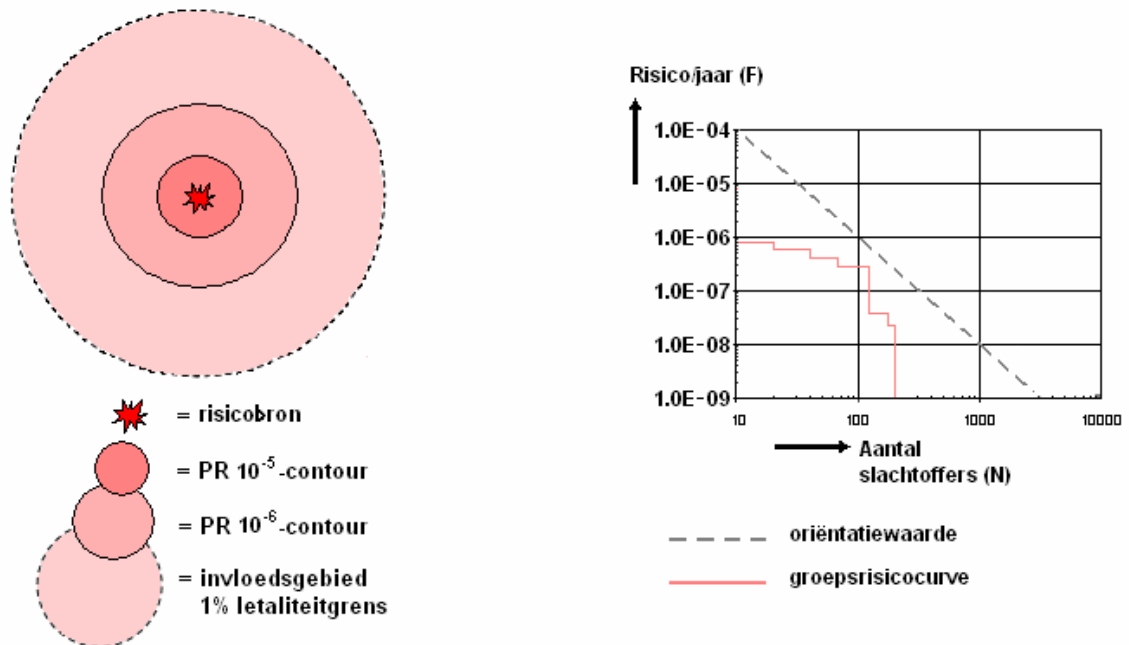 = risicobron
= PR 10⁻⁵-contour
= PR 10⁻⁶-contour
= invloedsgebied
1% letaliteitgrens
Risico/jaar (F)
1.0E-04
1.0E-05
1.0E-06
1.0E-07
1.0E-08
1.0E-09
10 100 1000 10000
Aantal
slachtoffers (N)
oriëntatiewaarde
groepsrisicocurve